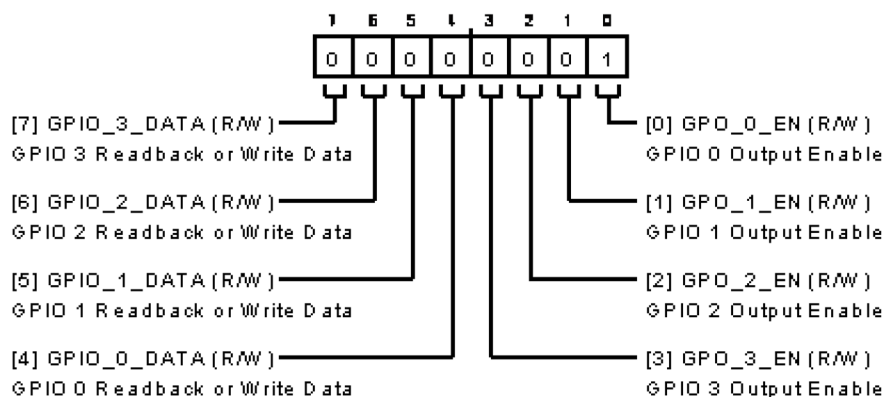 7 6 5 4 3 2 1 0
0 0 0 0 0 0 0 1
[7] GPIO_3_DATA (R/W)
GPIO 3 Readback or Write Data
[6] GPIO_2_DATA (R/W)
GPIO 2 Readback or Write Data
[5] GPIO_1_DATA (R/W)
GPIO 1 Readback or Write Data
[4] GPIO_0_DATA (R/W)
GPIO 0 Readback or Write Data
[0] GPO_0_EN (R/W)
GPIO 0 Output Enable
[1] GPO_1_EN (R/W)
GPIO 1 Output Enable
[2] GPO_2_EN (R/W)
GPIO 2 Output Enable
[3] GPO_3_EN (R/W)
GPIO 3 Output Enable